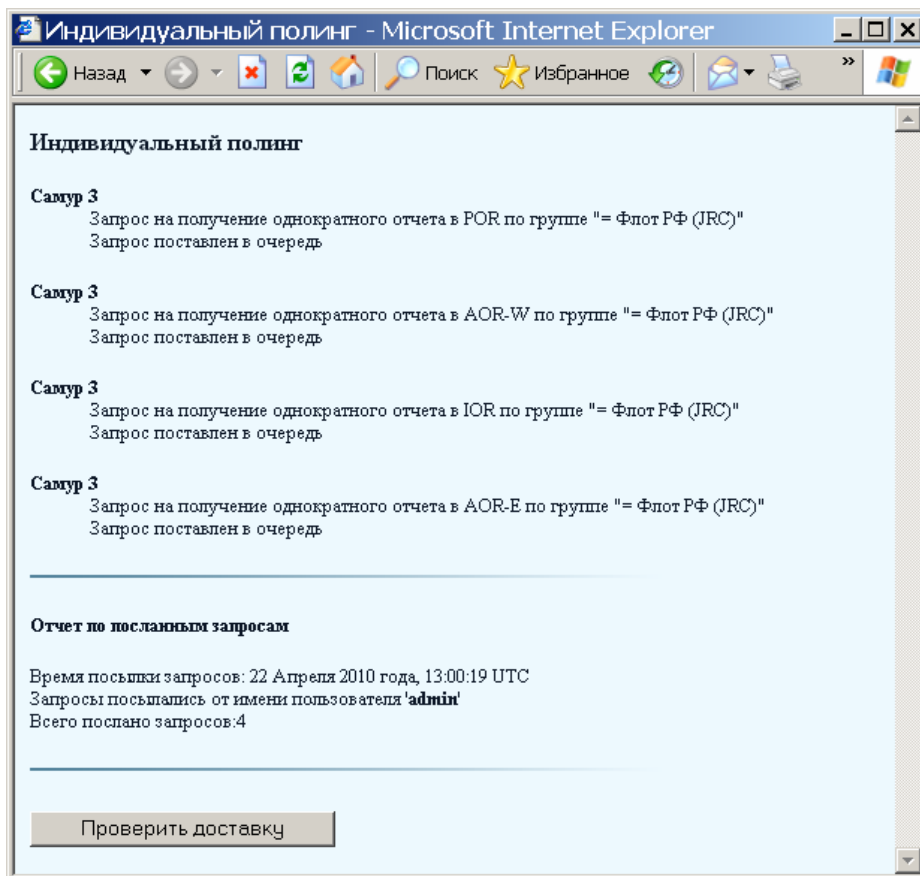 Индивидуальный полинг - Microsoft Internet Explorer
Назад Поиск Избранное »
Индивидуальный полинг
Самур 3
Запрос на получение однократного отчета в POR по группе "= Флот РФ (JRC)"
Запрос поставлен в очередь
Самур 3
Запрос на получение однократного отчета в AOR-W по группе "= Флот РФ (JRC)"
Запрос поставлен в очередь
Самур 3
Запрос на получение однократного отчета в IOR по группе "= Флот РФ (JRC)"
Запрос поставлен в очередь
Самур 3
Запрос на получение однократного отчета в AOR-E по группе "= Флот РФ (JRC)"
Запрос поставлен в очередь
Отчет по посланным запросам
Время посылки запросов: 22 Апреля 2010 года, 13:00:19 UTC
Запросы посылались от имени пользователя 'admin'
Всего послано запросов:4
Проверить доставку